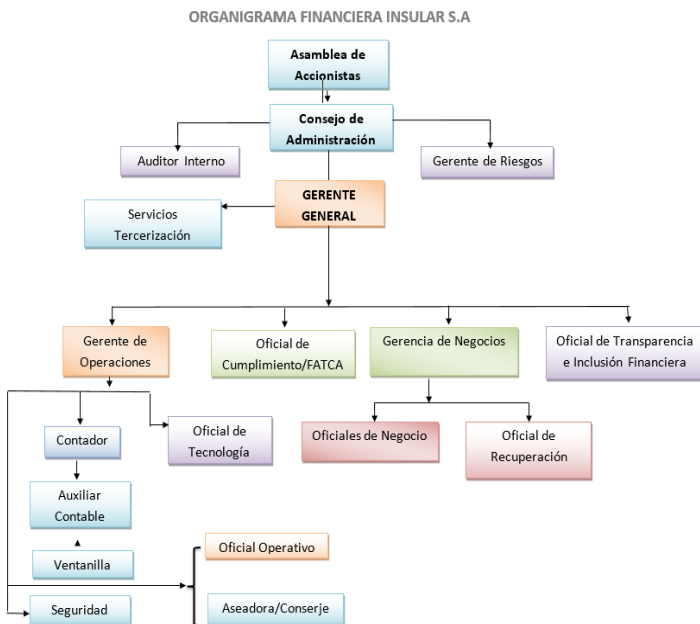 ORGANIGRAMA FINANCIERA INSULAR S.A
Asamblea de
Accionistas
Consejo de
Administración
Auditor Interno
Gerente de Riesgos
GERENTE
GENERAL
Servicios
Tercerización
Gerente de
Operaciones
Oficial de
Cumplimiento/FATCA
Gerencia de Negocios
Oficial de Transparencia
e Inclusión Financiera
Contador
Oficial de
Tecnología
Oficiales de Negocio
Oficial de
Recuperación
Auxiliar
Contable
Ventanilla
Oficial Operativo
Seguridad
Aseadora/Conserje